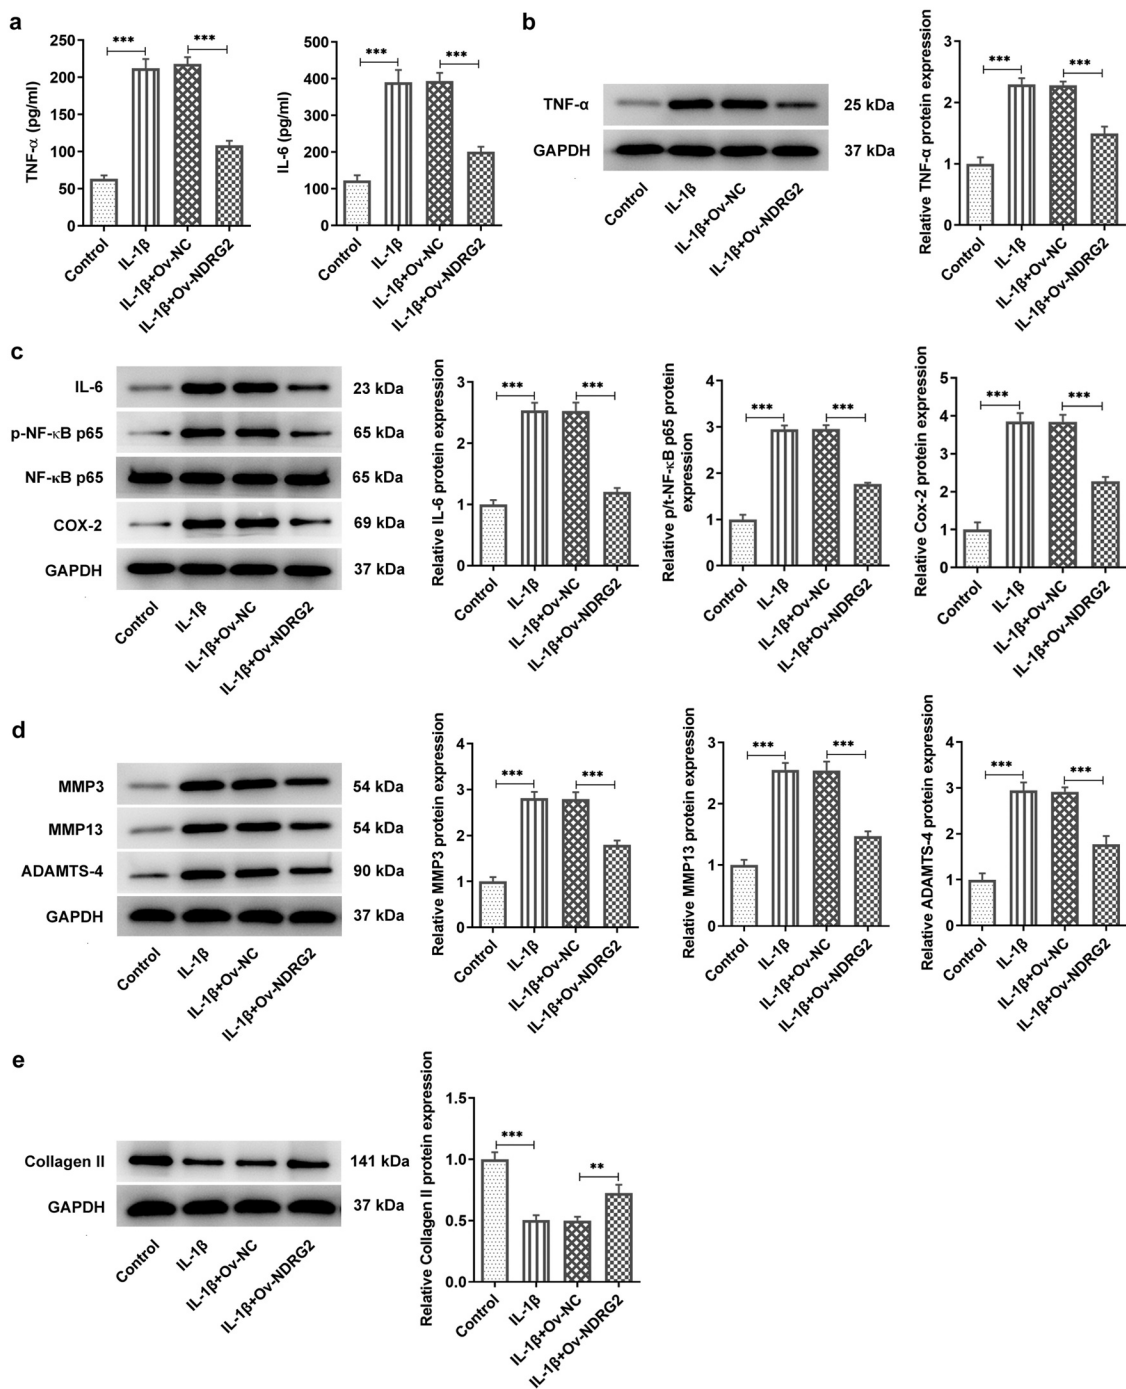 a
TNF-α (pg/ml)
250
200
150
100
50
0
***
***
Control
IL-1β
IL-1β+Ov-NC
IL-1β+Ov-NDRG2
IL-6 (pg/ml)
500
400
300
200
100
0
***
***
Control
IL-1β
IL-1β+Ov-NC
IL-1β+Ov-NDRG2
b
TNF-α
25 kDa
GAPDH
37 kDa
Control
IL-1β
IL-1β+Ov-NC
IL-1β+Ov-NDRG2
Relative TNF-α protein expression
3
2
1
0
***
***
Control
IL-1β
IL-1β+Ov-NC
IL-1β+Ov-NDRG2
c
IL-6
23 kDa
p-NF-κB p65
65 kDa
NF-κB p65
65 kDa
COX-2
69 kDa
GAPDH
37 kDa
Control
IL-1β
IL-1β+Ov-NC
IL-1β+Ov-NDRG2
Relative IL-6 protein expression
3
2
1
0
***
***
Control
IL-1β
IL-1β+Ov-NC
IL-1β+Ov-NDRG2
Relative p/t-NF-κB p65 protein
expression
4
3
2
1
0
***
***
Control
IL-1β
IL-1β+Ov-NC
IL-1β+Ov-NDRG2
Relative Cox-2 protein expression
5
4
3
2
1
0
***
***
Control
IL-1β
IL-1β+Ov-NC
IL-1β+Ov-NDRG2
d
MMP3
54 kDa
MMP13
54 kDa
ADAMTS-4
90 kDa
GAPDH
37 kDa
Control
IL-1β
IL-1β+Ov-NC
IL-1β+Ov-NDRG2
Relative MMP3 protein expression
4
3
2
1
0
***
***
Control
IL-1β
IL-1β+Ov-NC
IL-1β+Ov-NDRG2
Relative MMP13 protein expression
3
2
1
0
***
***
Control
IL-1β
IL-1β+Ov-NC
IL-1β+Ov-NDRG2
Relative ADAMTS-4 protein expression
4
3
2
1
0
***
***
Control
IL-1β
IL-1β+Ov-NC
IL-1β+Ov-NDRG2
e
Collagen II
141 kDa
GAPDH
37 kDa
Control
IL-1β
IL-1β+Ov-NC
IL-1β+Ov-NDRG2
Relative Collagen II protein expression
1.5
1.0
0.5
0.0
***
**
Control
IL-1β
IL-1β+Ov-NC
IL-1β+Ov-NDRG2